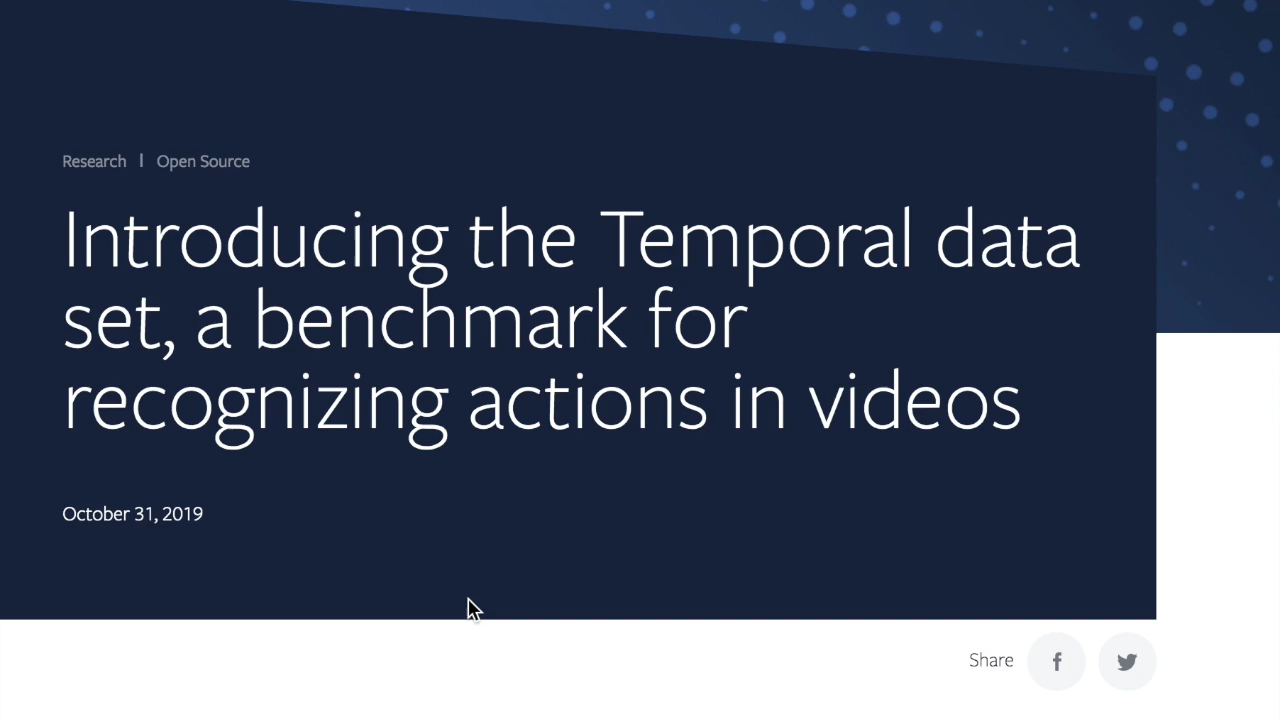 Research | Open Source
Introducing the Temporal data
set, a benchmark for
recognizing actions in videos
October 31, 2019
Share